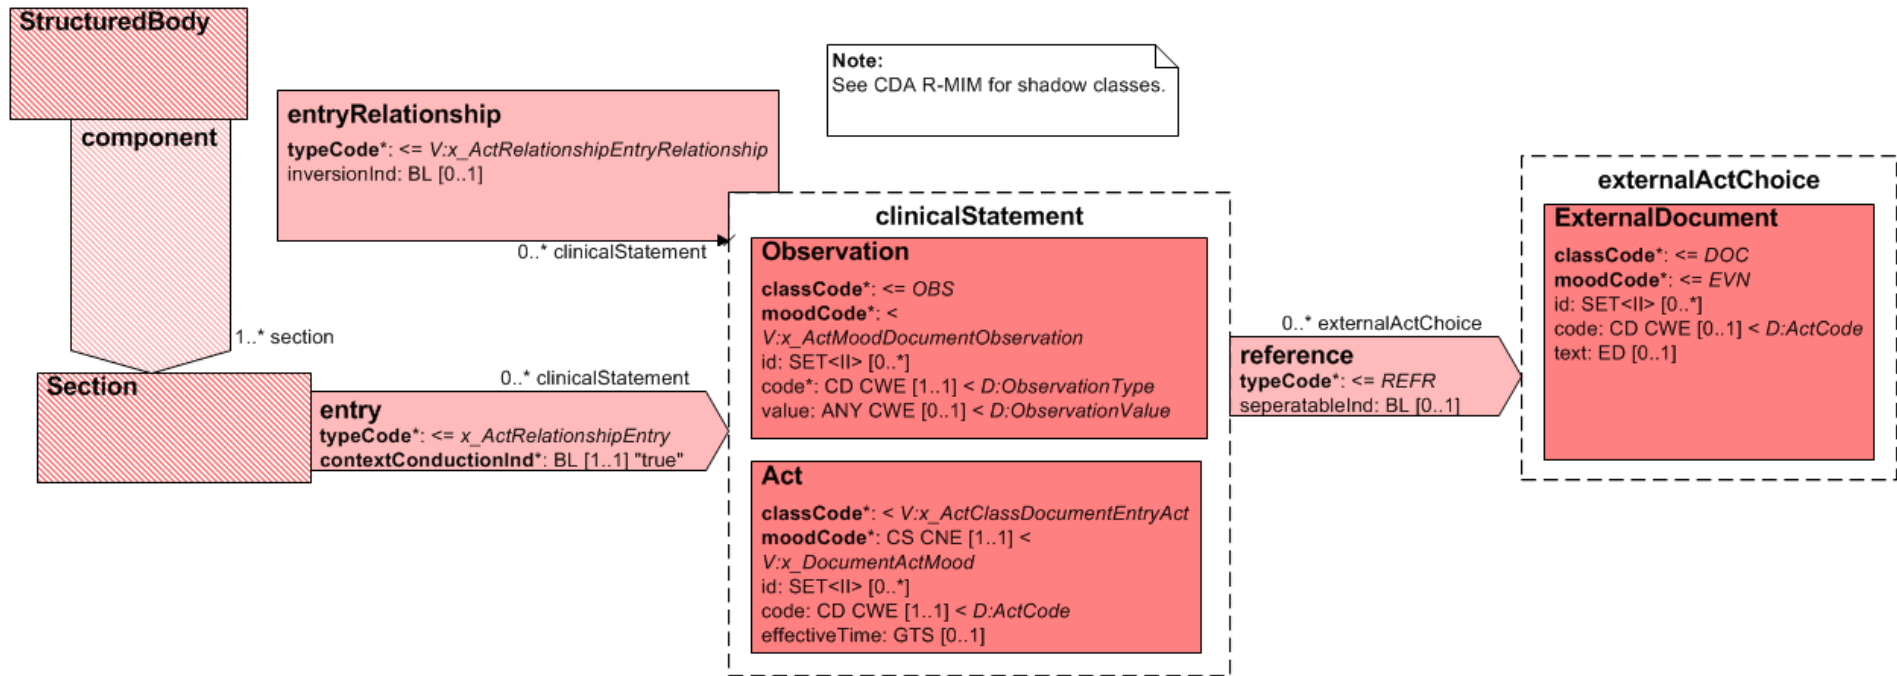 StructuredBody
component
1..* section
Section
entryRelationship
typeCode*: <= V:x_ActRelationshipEntryRelationship
inversionInd: BL [0..1]
0..* clinicalStatement
Note:
See CDA R-MIM for shadow classes.
0..* clinicalStatement
entry
typeCode*: <= x_ActRelationshipEntry
contextConductionInd*: BL [1..1] "true"
clinicalStatement
Observation
classCode*: <= OBS
moodCode*: <
V:x_ActMoodDocumentObservation
id: SET<II> [0..*]
code*: CD CWE [1..1] < D:ObservationType
value: ANY CWE [0..1] < D:ObservationValue
Act
classCode*: < V:x_ActClassDocumentEntryAct
moodCode*: CS CNE [1..1] <
V:x_DocumentActMood
id: SET<II> [0..*]
code: CD CWE [1..1] < D:ActCode
effectiveTime: GTS [0..1]
0..* externalActChoice
reference
typeCode*: <= REFR
seperatableInd: BL [0..1]
externalActChoice
ExternalDocument
classCode*: <= DOC
moodCode*: <= EVN
id: SET<II> [0..*]
code: CD CWE [0..1] < D:ActCode
text: ED [0..1]